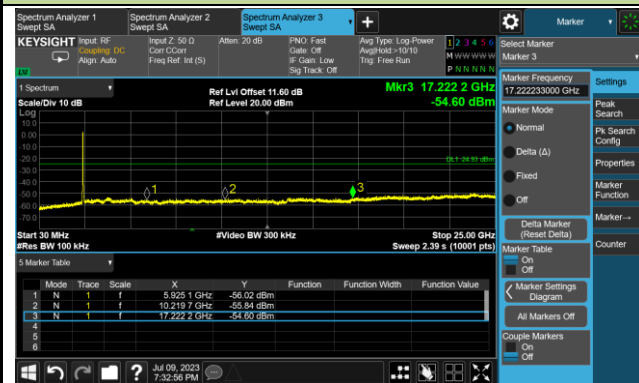 Spectrum Analyzer 1
Swept SA
Spectrum Analyzer 2
Swept SA
Spectrum Analyzer 3
Swept SA
Marker
KEYSIGHT
Input: RF
Coupling: DC
Align: Auto
Input Z: 50 Ω
Corr CCorr
Freq Ref: Int (S)
Atten: 20 dB
PNO: Fast
Gate: Off
IF Gain: Low
Sig Track: Off
Avg Type: Log-Power
Avg|Hold:>10/10
Trig: Free Run
1 2 3 4 5 6
M W W W W W
P N N N N N
LXI
Select Marker
Marker 3
1 Spectrum
Scale/Div 10 dB
Log
Ref Lvl Offset 11.60 dB
Ref Level 20.00 dBm
Mkr3 17.222 2 GHz
-54.60 dBm
10.0
0.00
-10.0
-20.0
-30.0
-40.0
-50.0
-60.0
-70.0
DL1 -24.93 dBm
1
2
3
Start 30 MHz
#Res BW 100 kHz
#Video BW 300 kHz
Stop 25.00 GHz
Sweep 2.39 s (10001 pts)
5 Marker Table
Mode Trace Scale X Y Function Function Width Function Value
1 N 1 f 5.925 1 GHz -56.02 dBm
2 N 1 f 10.219 7 GHz -55.84 dBm
3 N 1 f 17.222 2 GHz -54.60 dBm
4
5
6
Marker Frequency
17.222233000 GHz
Marker Mode
Normal
Delta (Δ)
Fixed
Off
Delta Marker
(Reset Delta)
Marker Table
On
Off
Marker Settings
Diagram
All Markers Off
Couple Markers
On
Off
Settings
Peak
Search
Pk Search
Config
Properties
Marker
Function
Marker→
Counter
Jul 09, 2023
7:32:56 PM